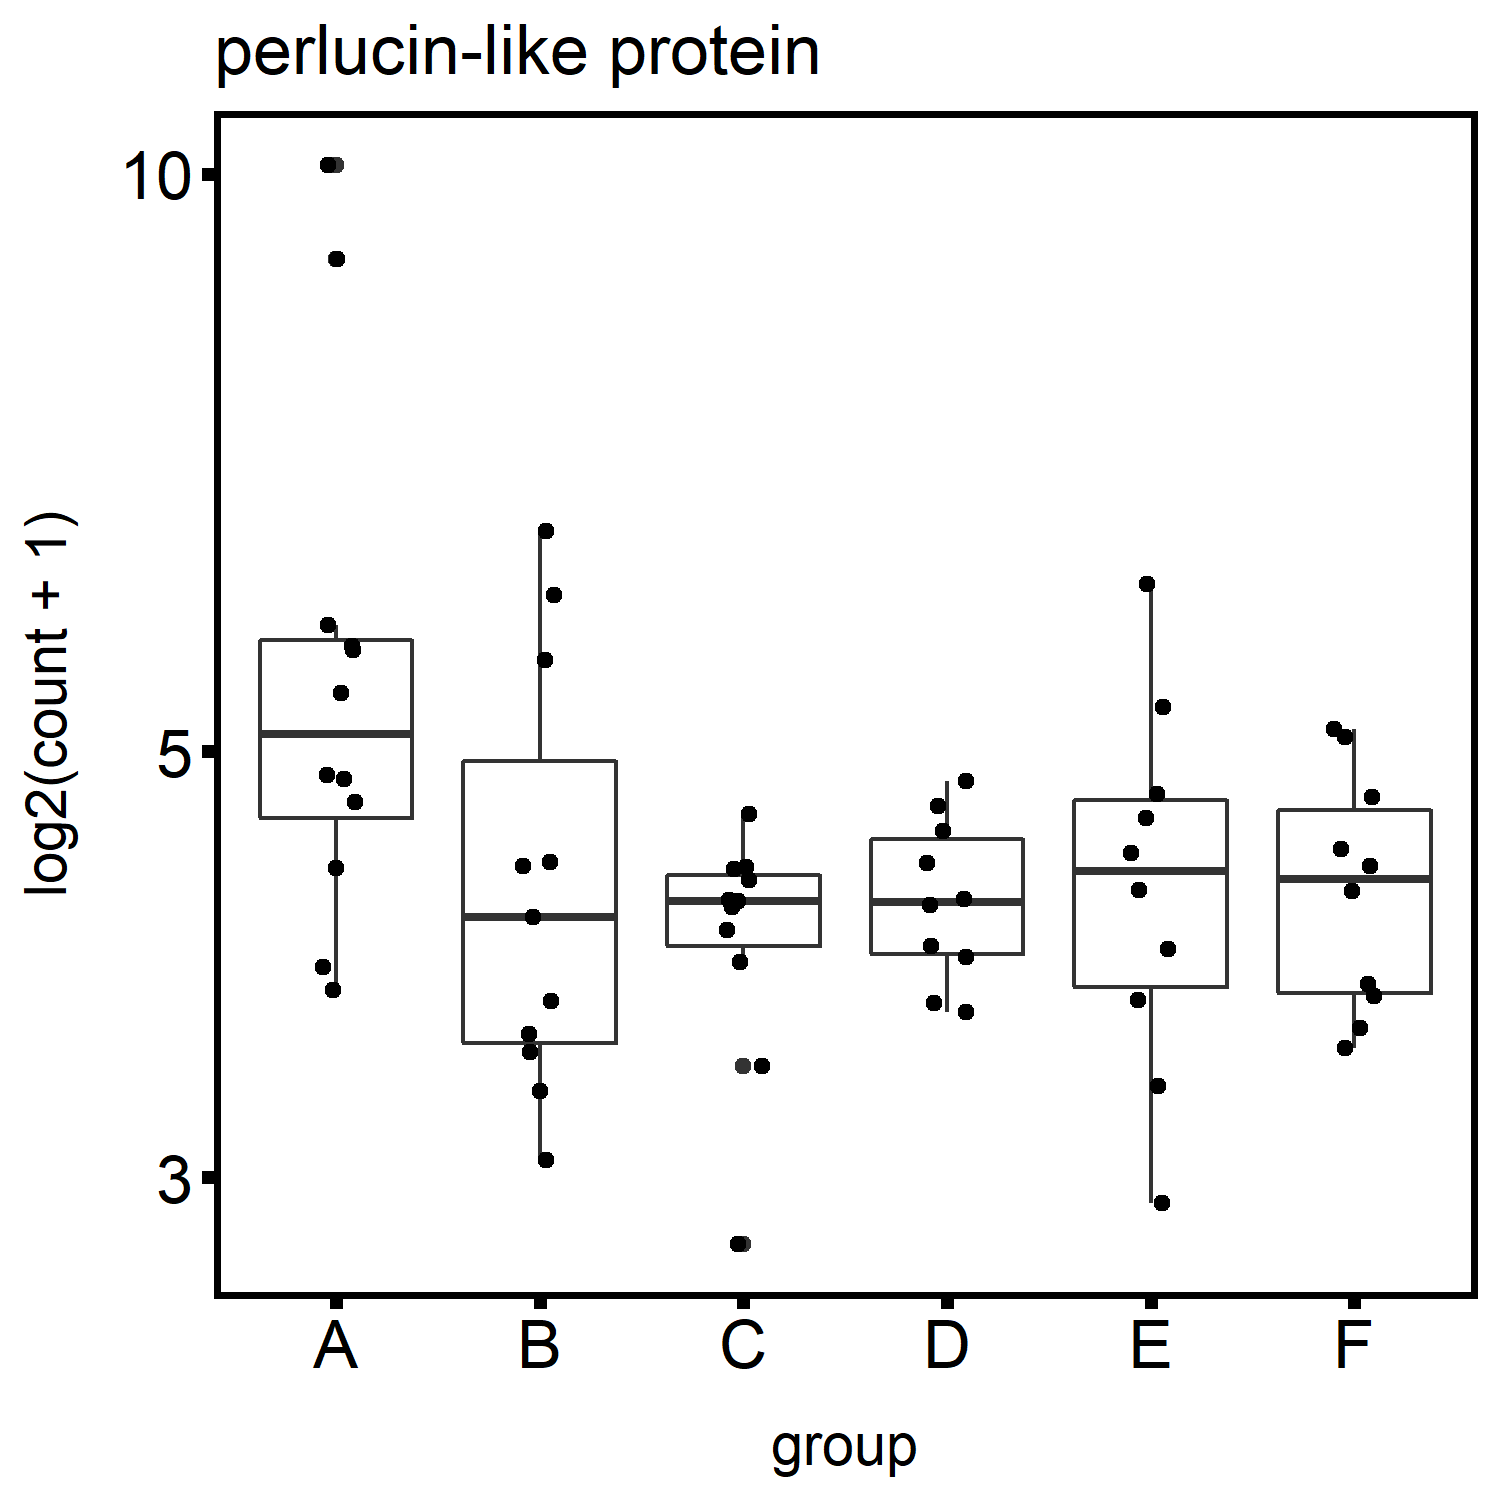 perlucin-like protein
10
5
3
log2(count + 1)
A B C D E F
group